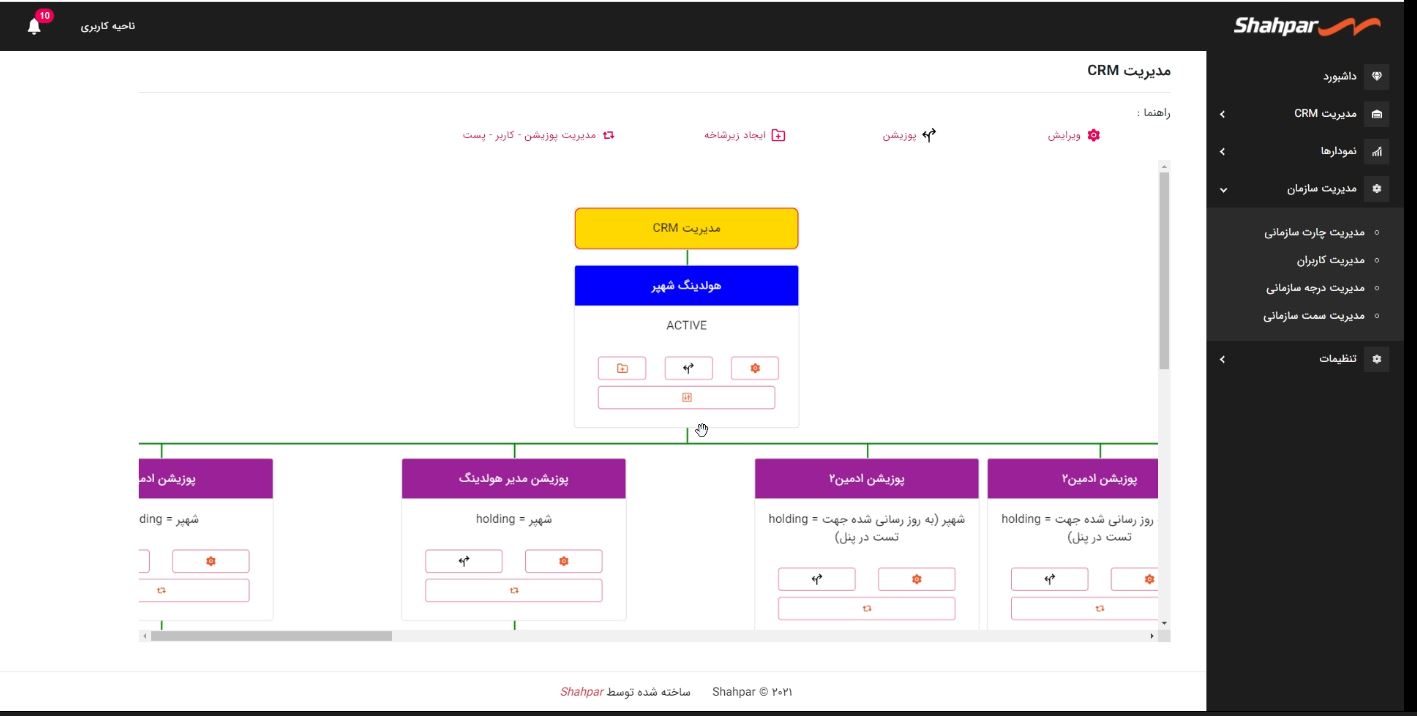 Shahpar
ناحیه کاربری
10
داشبورد
مدیریت CRM
نمودارها
مدیریت سازمان
مدیریت چارت سازمانی
مدیریت کاربران
مدیریت درجه سازمانی
مدیریت سمت سازمانی
تنظیمات
مدیریت CRM
راهنما :
ویرایش
پوزیشن
ایجاد زیرشاخه
مدیریت پوزیشن - کاربر - پست
مدیریت CRM
هولدینگ شهپر
ACTIVE
پوزیشن ادمین۲
روز رسانی شده جهت = holding
تست در پنل)
پوزیشن ادمین۲
شهپر (به روز رسانی شده جهت = holding
تست در پنل)
پوزیشن مدیر هولدینگ
شهپر = holding
پوزیشن ادم
شهپر = ding
Shahpar © ۲۰۲۱
ساخته شده توسط Shahpar